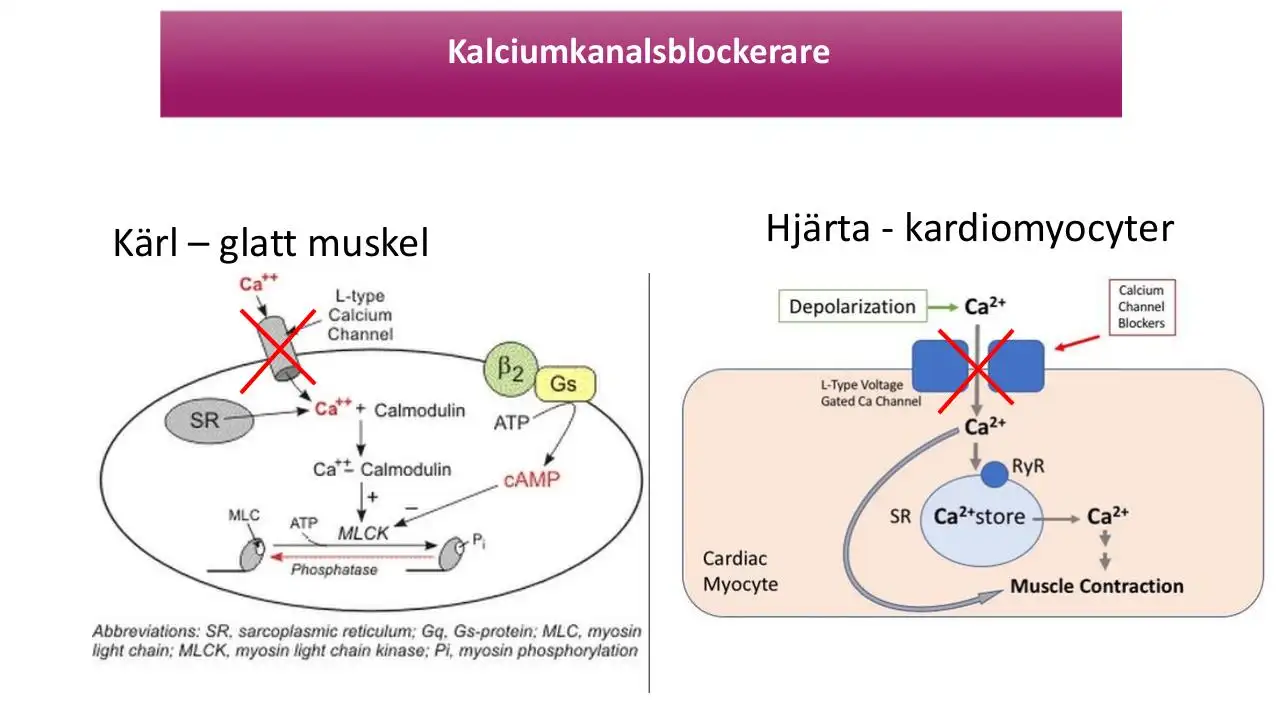 Kalciumkanalsblockerare
Kärl – glatt muskel
Ca++
L-type
Calcium
Channel
β2
Gs
SR
Ca++ + Calmodulin
ATP
Ca++ – Calmodulin
cAMP
+
–
MLC
ATP
MLCK
Pi
Phosphatase
Abbreviations: SR, sarcoplasmic reticulum; Gq, Gs-protein; MLC, myosin
light chain; MLCK, myosin light chain kinase; Pi, myosin phosphorylation
Hjärta - kardiomyocyter
Depolarization
Ca2+
Calcium
Channel
Blockers
L-Type Voltage
Gated Ca Channel
Ca2+
RyR
SR
Ca2+store
Ca2+
Cardiac
Myocyte
Muscle Contraction